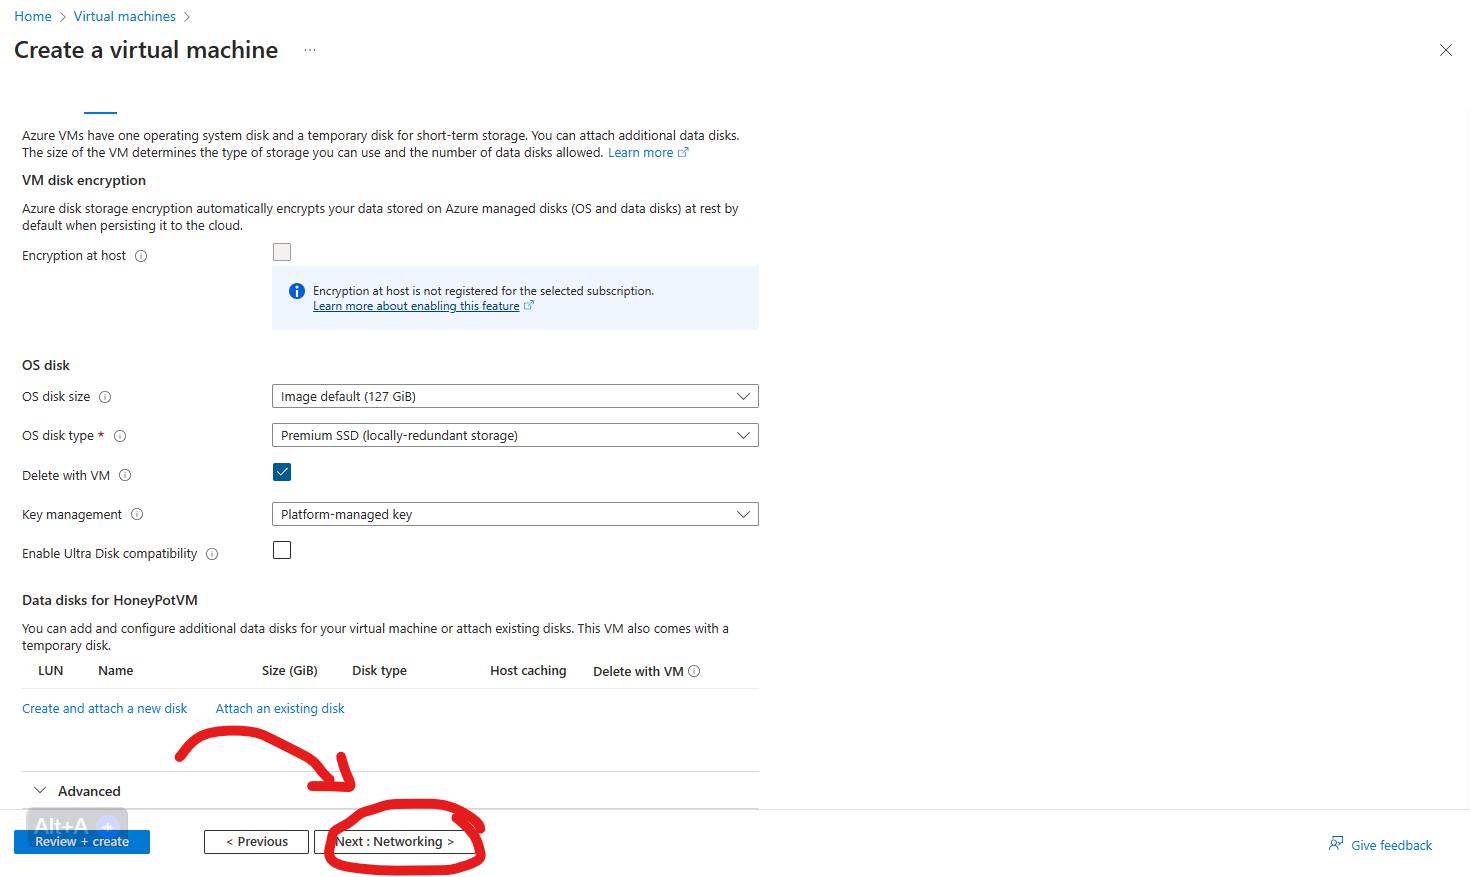 Home > Virtual machines >
Create a virtual machine ...
Azure VMs have one operating system disk and a temporary disk for short-term storage. You can attach additional data disks.
The size of the VM determines the type of storage you can use and the number of data disks allowed. Learn more
VM disk encryption
Azure disk storage encryption automatically encrypts your data stored on Azure managed disks (OS and data disks) at rest by
default when persisting it to the cloud.
Encryption at host
Encryption at host is not registered for the selected subscription.
Learn more about enabling this feature
OS disk
OS disk size Image default (127 GiB)
OS disk type * Premium SSD (locally-redundant storage)
Delete with VM
Key management Platform-managed key
Enable Ultra Disk compatibility
Data disks for HoneyPotVM
You can add and configure additional data disks for your virtual machine or attach existing disks. This VM also comes with a
temporary disk.
LUN Name Size (GiB) Disk type Host caching Delete with VM
Create and attach a new disk Attach an existing disk
Advanced
Alt+A
Review + create < Previous Next : Networking > Give feedback